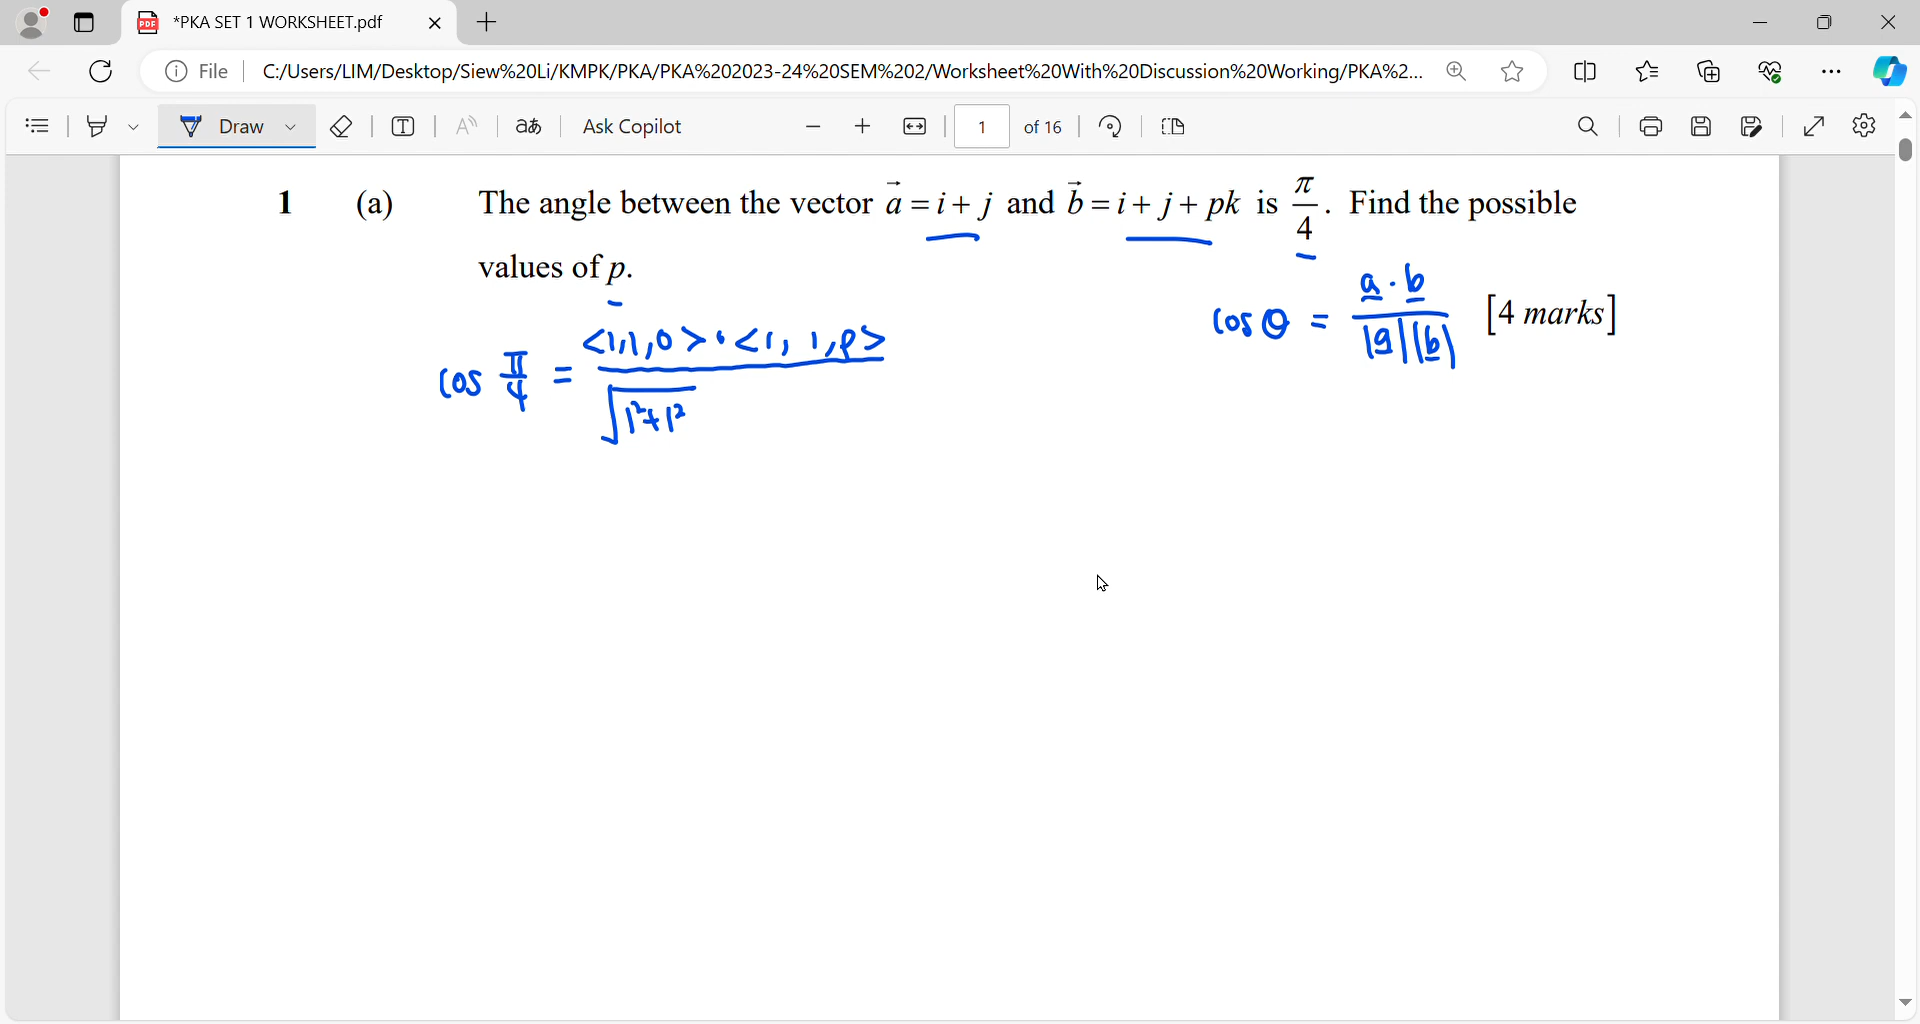 *PKA SET 1 WORKSHEET.pdf
File
C:/Users/LIM/Desktop/Siew%20Li/KMPK/PKA/PKA%202023-24%20SEM%202/Worksheet%20With%20Discussion%20Working/PKA%2...
Draw
T
aあ
Ask Copilot
1 of 16
1 (a) The angle between the vector a⃗ = i + j and b⃗ = i + j + pk is π/4. Find the possible
values of p.
cos θ = a · b / |a||b| [4 marks]
cos π/4 = <1,1,0> · <1, 1, p> / √1²+1²